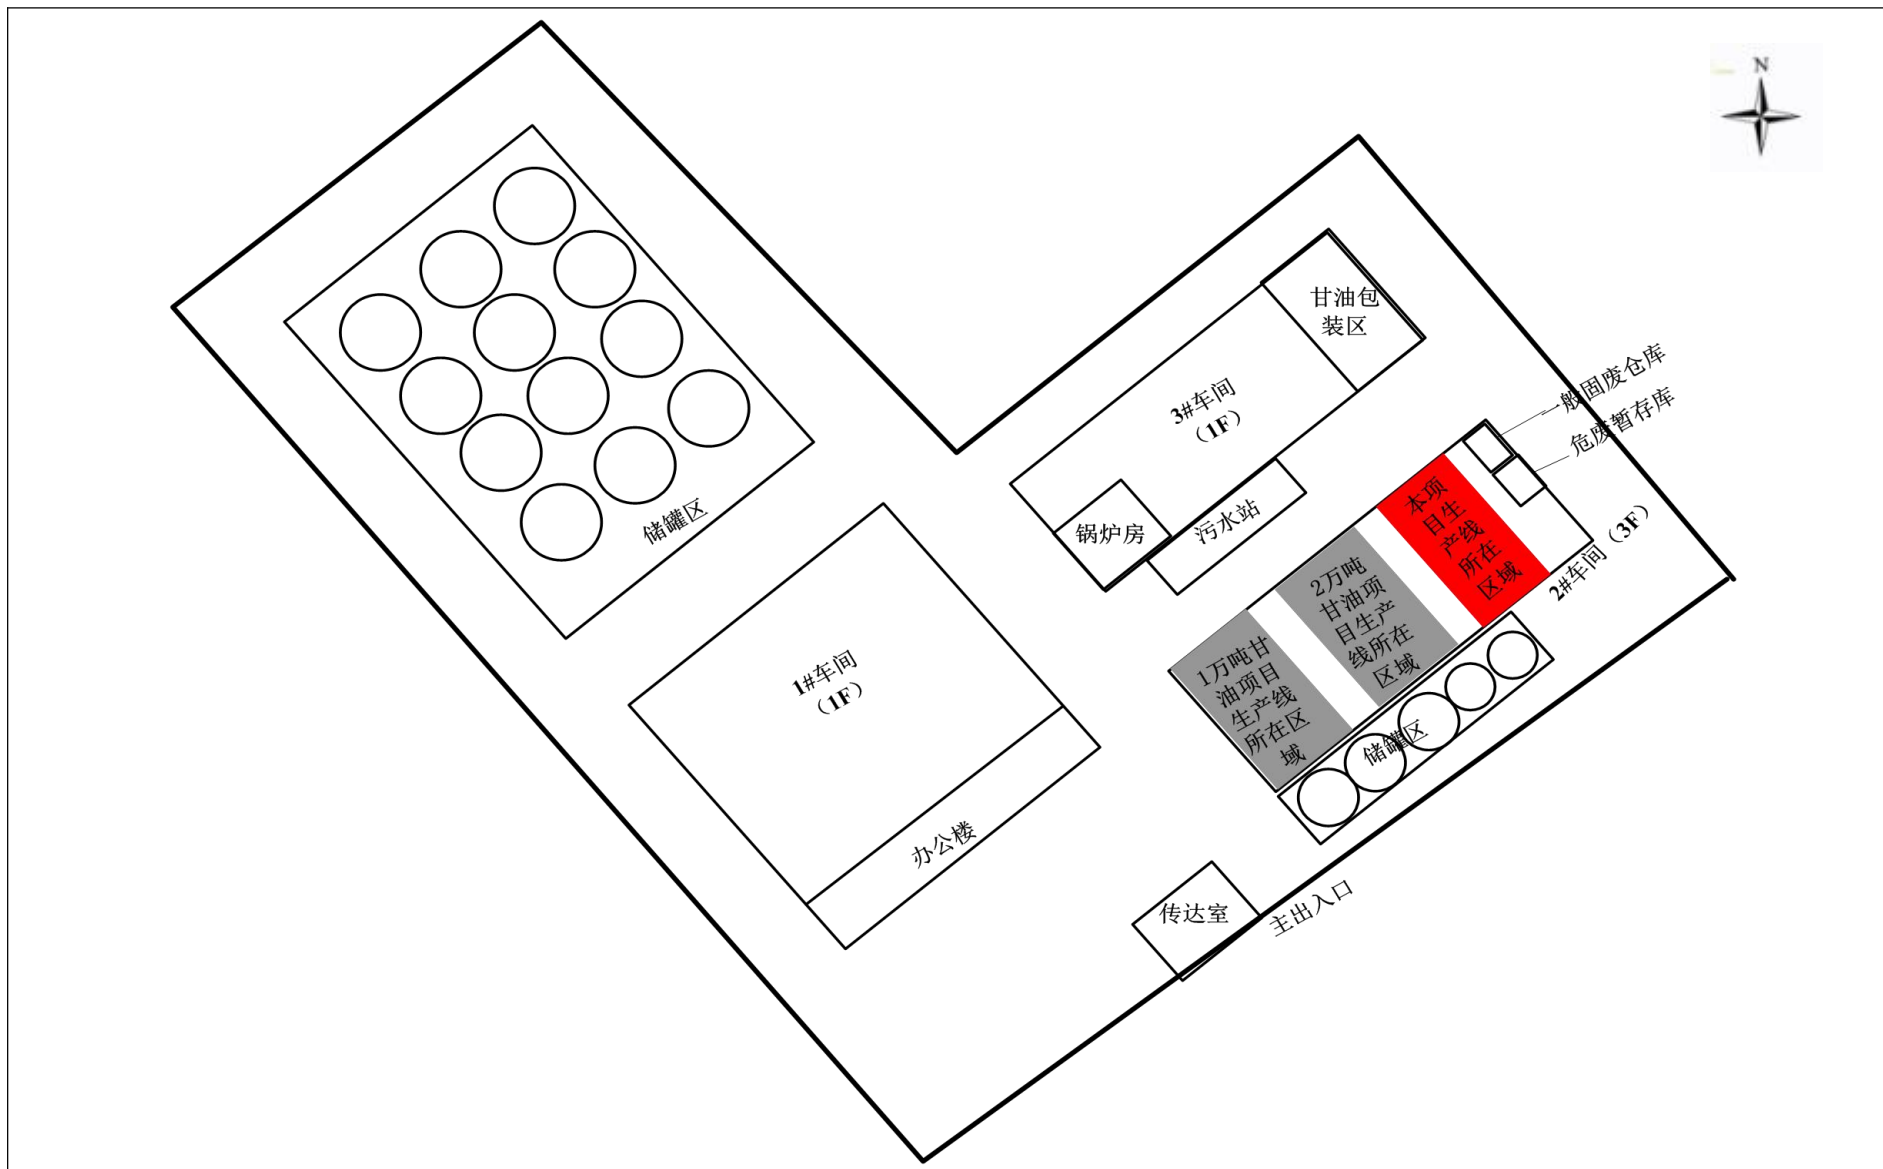 N
甘油包
装区
一般固废仓库
危废暂存库
3#车间
（1F）
锅炉房
污水站
本项
目生
产线
所在
区域
2#车间（3F）
2万吨
甘油项
目生产
线所在
区域
1万吨甘
油项目
生产线
所在区
域
储罐区
储罐区
1#车间
（1F）
办公楼
传达室
主出入口